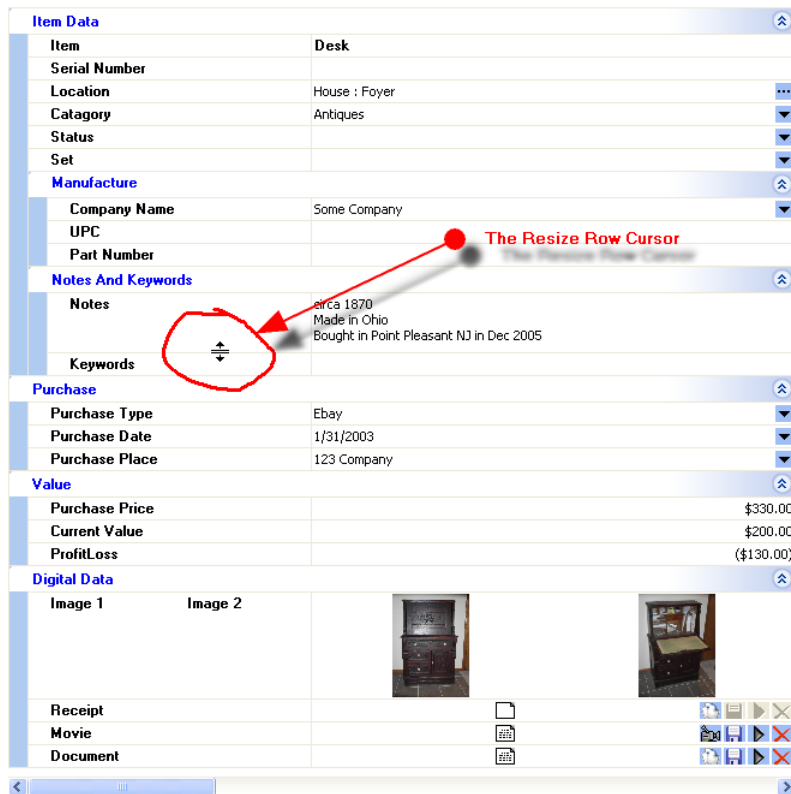 Item Data
Item Desk
Serial Number
Location House : Foyer
Catagory Antiques
Status
Set
Manufacture
Company Name Some Company
UPC
The Resize Row Cursor
Part Number The Resize Row Cursor
Notes And Keywords
Notes circa 1870
Made in Ohio
Bought in Point Pleasant NJ in Dec 2005
Keywords
Purchase
Purchase Type Ebay
Purchase Date 1/31/2003
Purchase Place 123 Company
Value
Purchase Price $330.00
Current Value $200.00
ProfitLoss ($130.00)
Digital Data
Image 1 Image 2
Receipt
Movie
Document